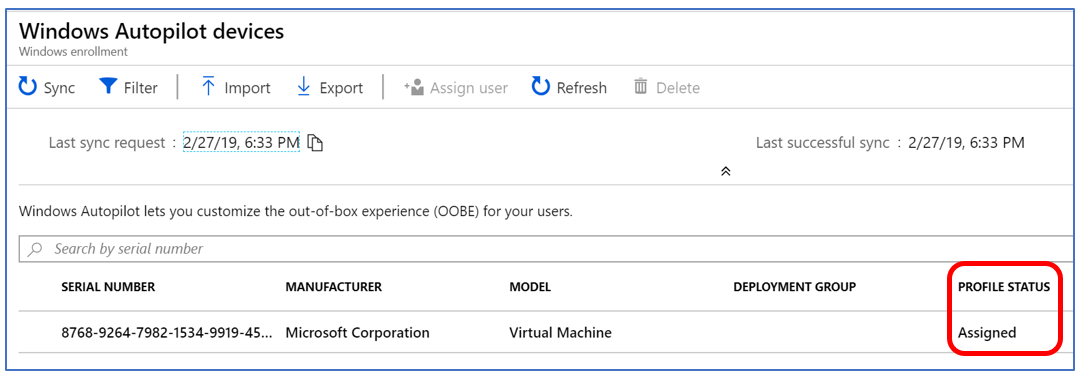 Windows Autopilot devices
Windows enrollment
Sync Filter Import Export Assign user Refresh Delete
Last sync request : 2/27/19, 6:33 PM Last successful sync : 2/27/19, 6:33 PM
Windows Autopilot lets you customize the out-of-box experience (OOBE) for your users.
Search by serial number
SERIAL NUMBER MANUFACTURER MODEL DEPLOYMENT GROUP PROFILE STATUS
8768-9264-7982-1534-9919-45... Microsoft Corporation Virtual Machine Assigned